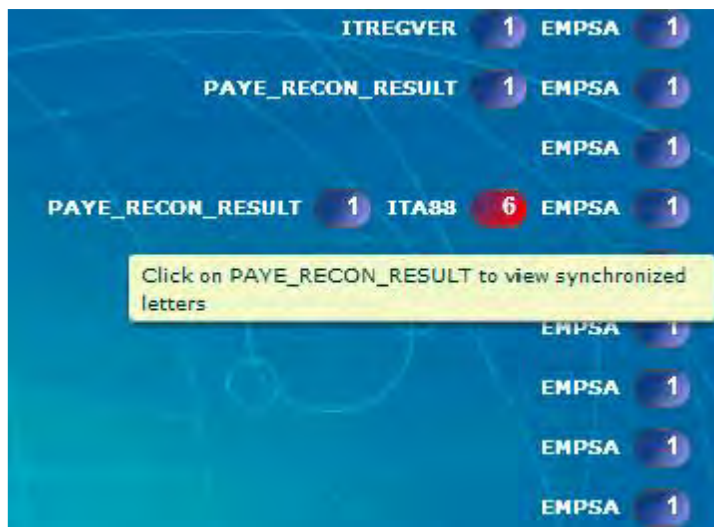 ITREGVER 1 EMPSA 1
PAYE_RECON_RESULT 1 EMPSA 1
EMPSA 1
PAYE_RECON_RESULT 1 ITA88 6 EMPSA 1
Click on PAYE_RECON_RESULT to view synchronized
letters
EMPSA 1
EMPSA 1
EMPSA 1
EMPSA 1